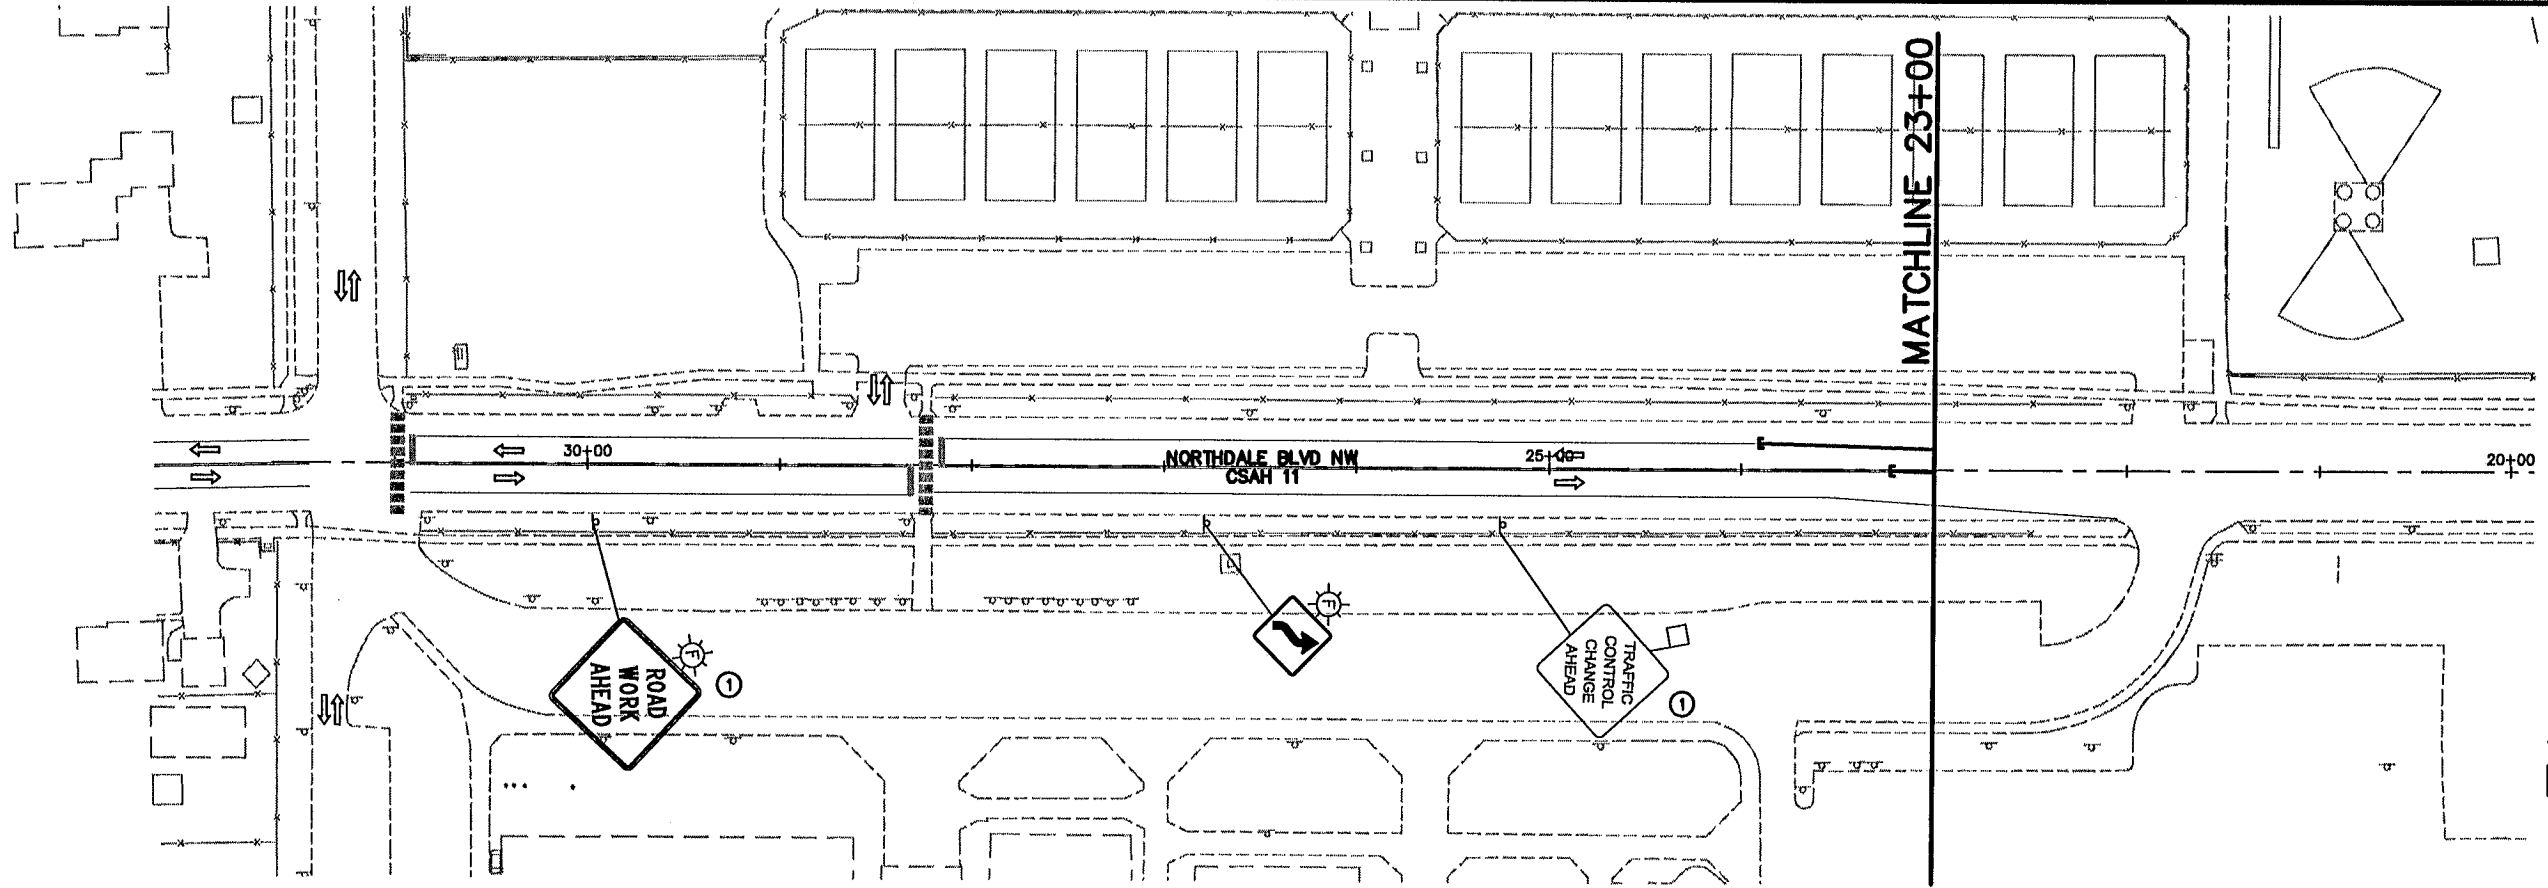 MATCHLINE 23+00
30+00
NORTHDALE BLVD NW
CSAH 11
25+00
20+00
ROAD
WORK
AHEAD
F
1
F
TRAFFIC
CONTROL
CHANGE
AHEAD
1